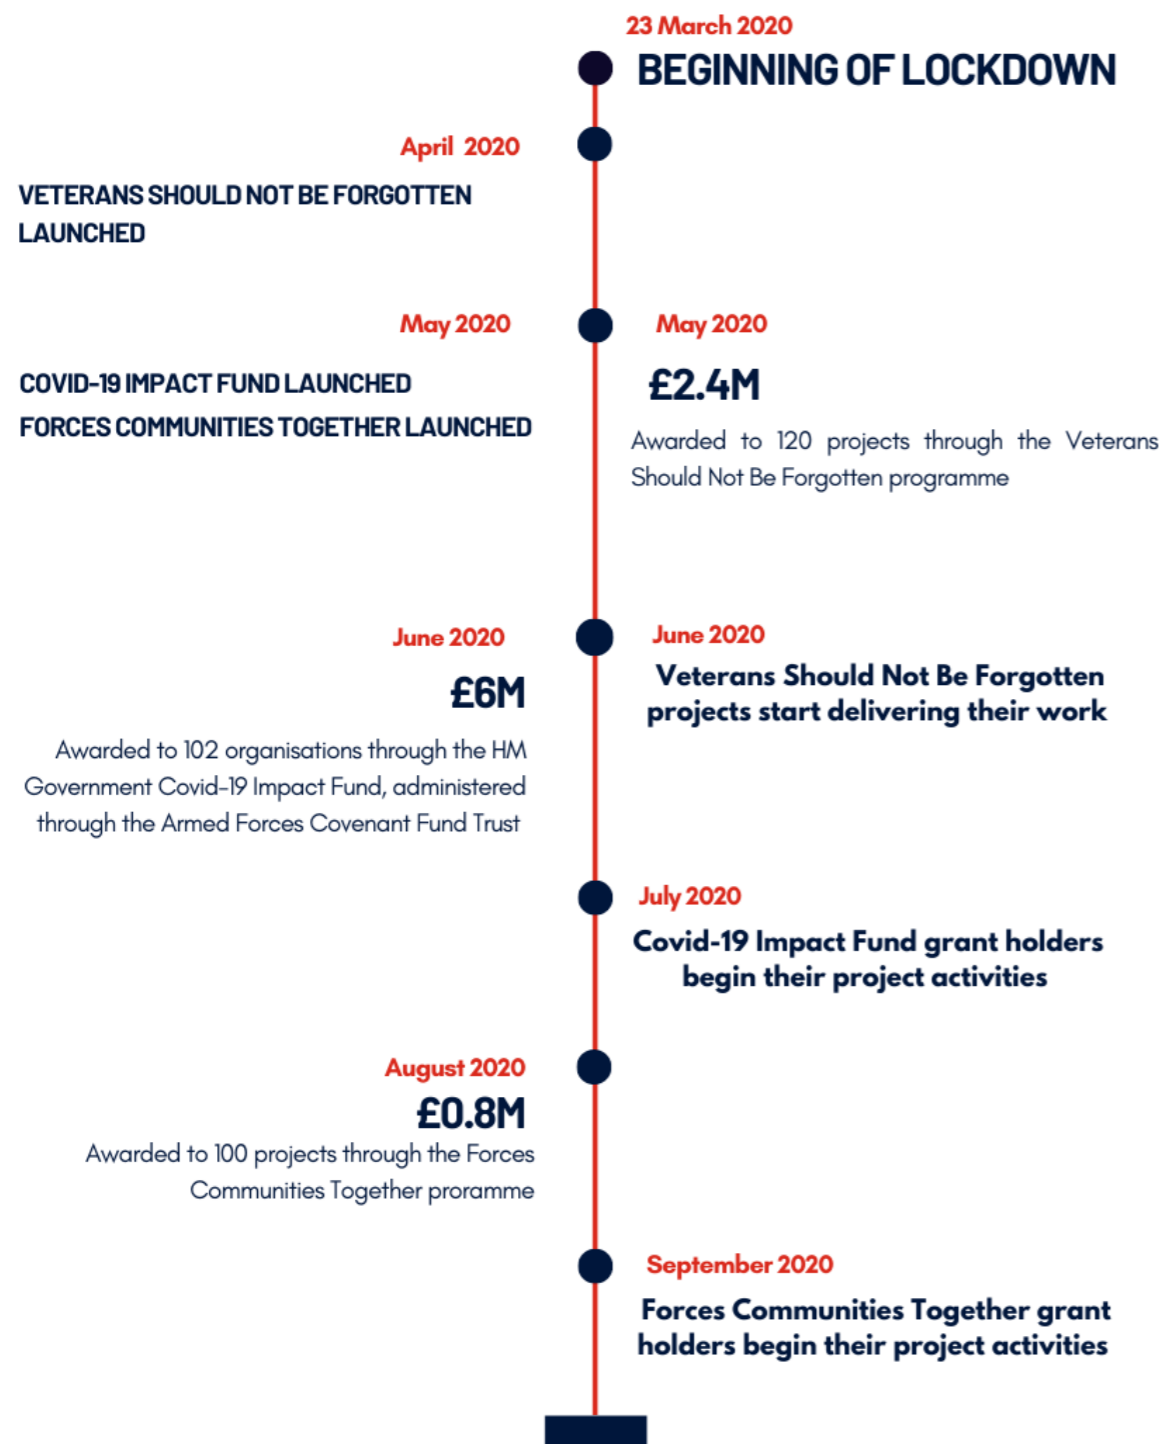 23 March 2020
BEGINNING OF LOCKDOWN
April 2020
VETERANS SHOULD NOT BE FORGOTTEN
LAUNCHED
May 2020
COVID-19 IMPACT FUND LAUNCHED
FORCES COMMUNITIES TOGETHER LAUNCHED
May 2020
£2.4M
Awarded to 120 projects through the Veterans
Should Not Be Forgotten programme
June 2020
£6M
Awarded to 102 organisations through the HM
Government Covid-19 Impact Fund, administered
through the Armed Forces Covenant Fund Trust
June 2020
Veterans Should Not Be Forgotten
projects start delivering their work
July 2020
Covid-19 Impact Fund grant holders
begin their project activities
August 2020
£0.8M
Awarded to 100 projects through the Forces
Communities Together proramme
September 2020
Forces Communities Together grant
holders begin their project activities